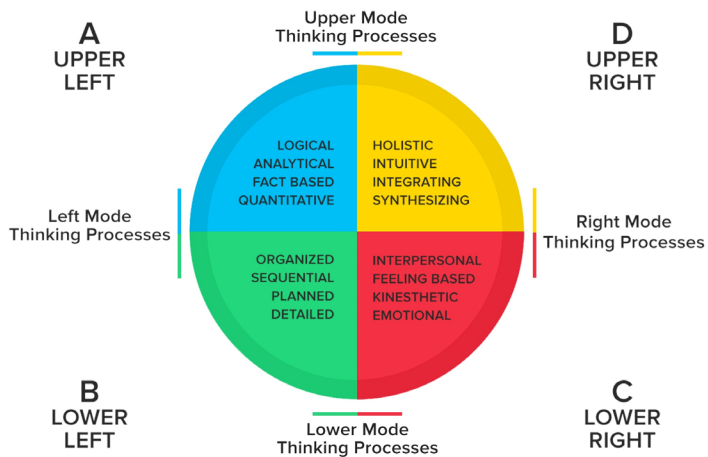 A
UPPER
LEFT
Upper Mode
Thinking Processes
D
UPPER
RIGHT
LOGICAL
ANALYTICAL
FACT BASED
QUANTITATIVE
HOLISTIC
INTUITIVE
INTEGRATING
SYNTHESIZING
Left Mode
Thinking Processes
Right Mode
Thinking Processes
ORGANIZED
SEQUENTIAL
PLANNED
DETAILED
INTERPERSONAL
FEELING BASED
KINESTHETIC
EMOTIONAL
B
LOWER
LEFT
Lower Mode
Thinking Processes
C
LOWER
RIGHT